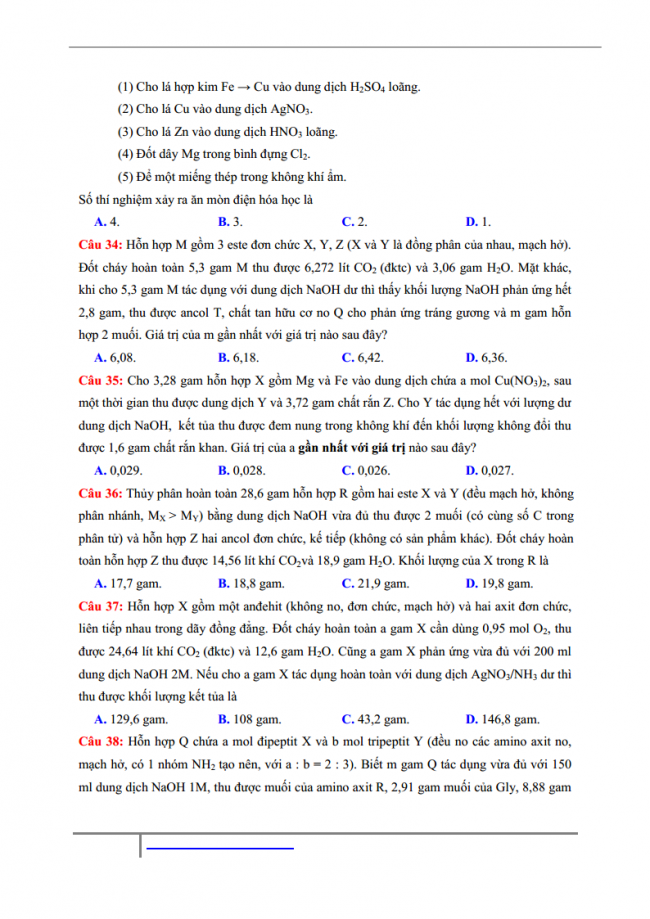 (1) Cho lá hợp kim Fe → Cu vào dung dịch H₂SO₄ loãng.
(2) Cho lá Cu vào dung dịch AgNO₃.
(3) Cho lá Zn vào dung dịch HNO₃ loãng.
(4) Đốt dây Mg trong bình đựng Cl₂.
(5) Để một miếng thép trong không khí ẩm.
Số thí nghiệm xảy ra ăn mòn điện hóa học là
A. 4. B. 3. C. 2. D. 1.
Câu 34: Hỗn hợp M gồm 3 este đơn chức X, Y, Z (X và Y là đồng phân của nhau, mạch hở).
Đốt cháy hoàn toàn 5,3 gam M thu được 6,272 lít CO₂ (đktc) và 3,06 gam H₂O. Mặt khác,
khi cho 5,3 gam M tác dụng với dung dịch NaOH dư thì thấy khối lượng NaOH phản ứng hết
2,8 gam, thu được ancol T, chất tan hữu cơ no Q cho phản ứng tráng gương và m gam hỗn
hợp 2 muối. Giá trị của m gần nhất với giá trị nào sau đây?
A. 6,08. B. 6,18. C. 6,42. D. 6,36.
Câu 35: Cho 3,28 gam hỗn hợp X gồm Mg và Fe vào dung dịch chứa a mol Cu(NO₃)₂, sau
một thời gian thu được dung dịch Y và 3,72 gam chất rắn Z. Cho Y tác dụng hết với lượng dư
dung dịch NaOH, kết tủa thu được đem nung trong không khí đến khối lượng không đổi thu
được 1,6 gam chất rắn khan. Giá trị của a gần nhất với giá trị nào sau đây?
A. 0,029. B. 0,028. C. 0,026. D. 0,027.
Câu 36: Thủy phân hoàn toàn 28,6 gam hỗn hợp R gồm hai este X và Y (đều mạch hở, không
phân nhánh, Mₓ > Mᵧ) bằng dung dịch NaOH vừa đủ thu được 2 muối (có cùng số C trong
phân tử) và hỗn hợp Z hai ancol đơn chức, kế tiếp (không có sản phẩm khác). Đốt cháy hoàn
toàn hỗn hợp Z thu được 14,56 lít khí CO₂và 18,9 gam H₂O. Khối lượng của X trong R là
A. 17,7 gam. B. 18,8 gam. C. 21,9 gam. D. 19,8 gam.
Câu 37: Hỗn hợp X gồm một anđehit (không no, đơn chức, mạch hở) và hai axit đơn chức,
liên tiếp nhau trong dãy đồng đẳng. Đốt cháy hoàn toàn a gam X cần dùng 0,95 mol O₂, thu
được 24,64 lít khí CO₂ (đktc) và 12,6 gam H₂O. Cũng a gam X phản ứng vừa đủ với 200 ml
dung dịch NaOH 2M. Nếu cho a gam X tác dụng hoàn toàn với dung dịch AgNO₃/NH₃ dư thì
thu được khối lượng kết tủa là
A. 129,6 gam. B. 108 gam. C. 43,2 gam. D. 146,8 gam.
Câu 38: Hỗn hợp Q chứa a mol đipeptit X và b mol tripeptit Y (đều no các amino axit no,
mạch hở, có 1 nhóm NH₂ tạo nên, với a : b = 2 : 3). Biết m gam Q tác dụng vừa đủ với 150
ml dung dịch NaOH 1M, thu được muối của amino axit R, 2,91 gam muối của Gly, 8,88 gam